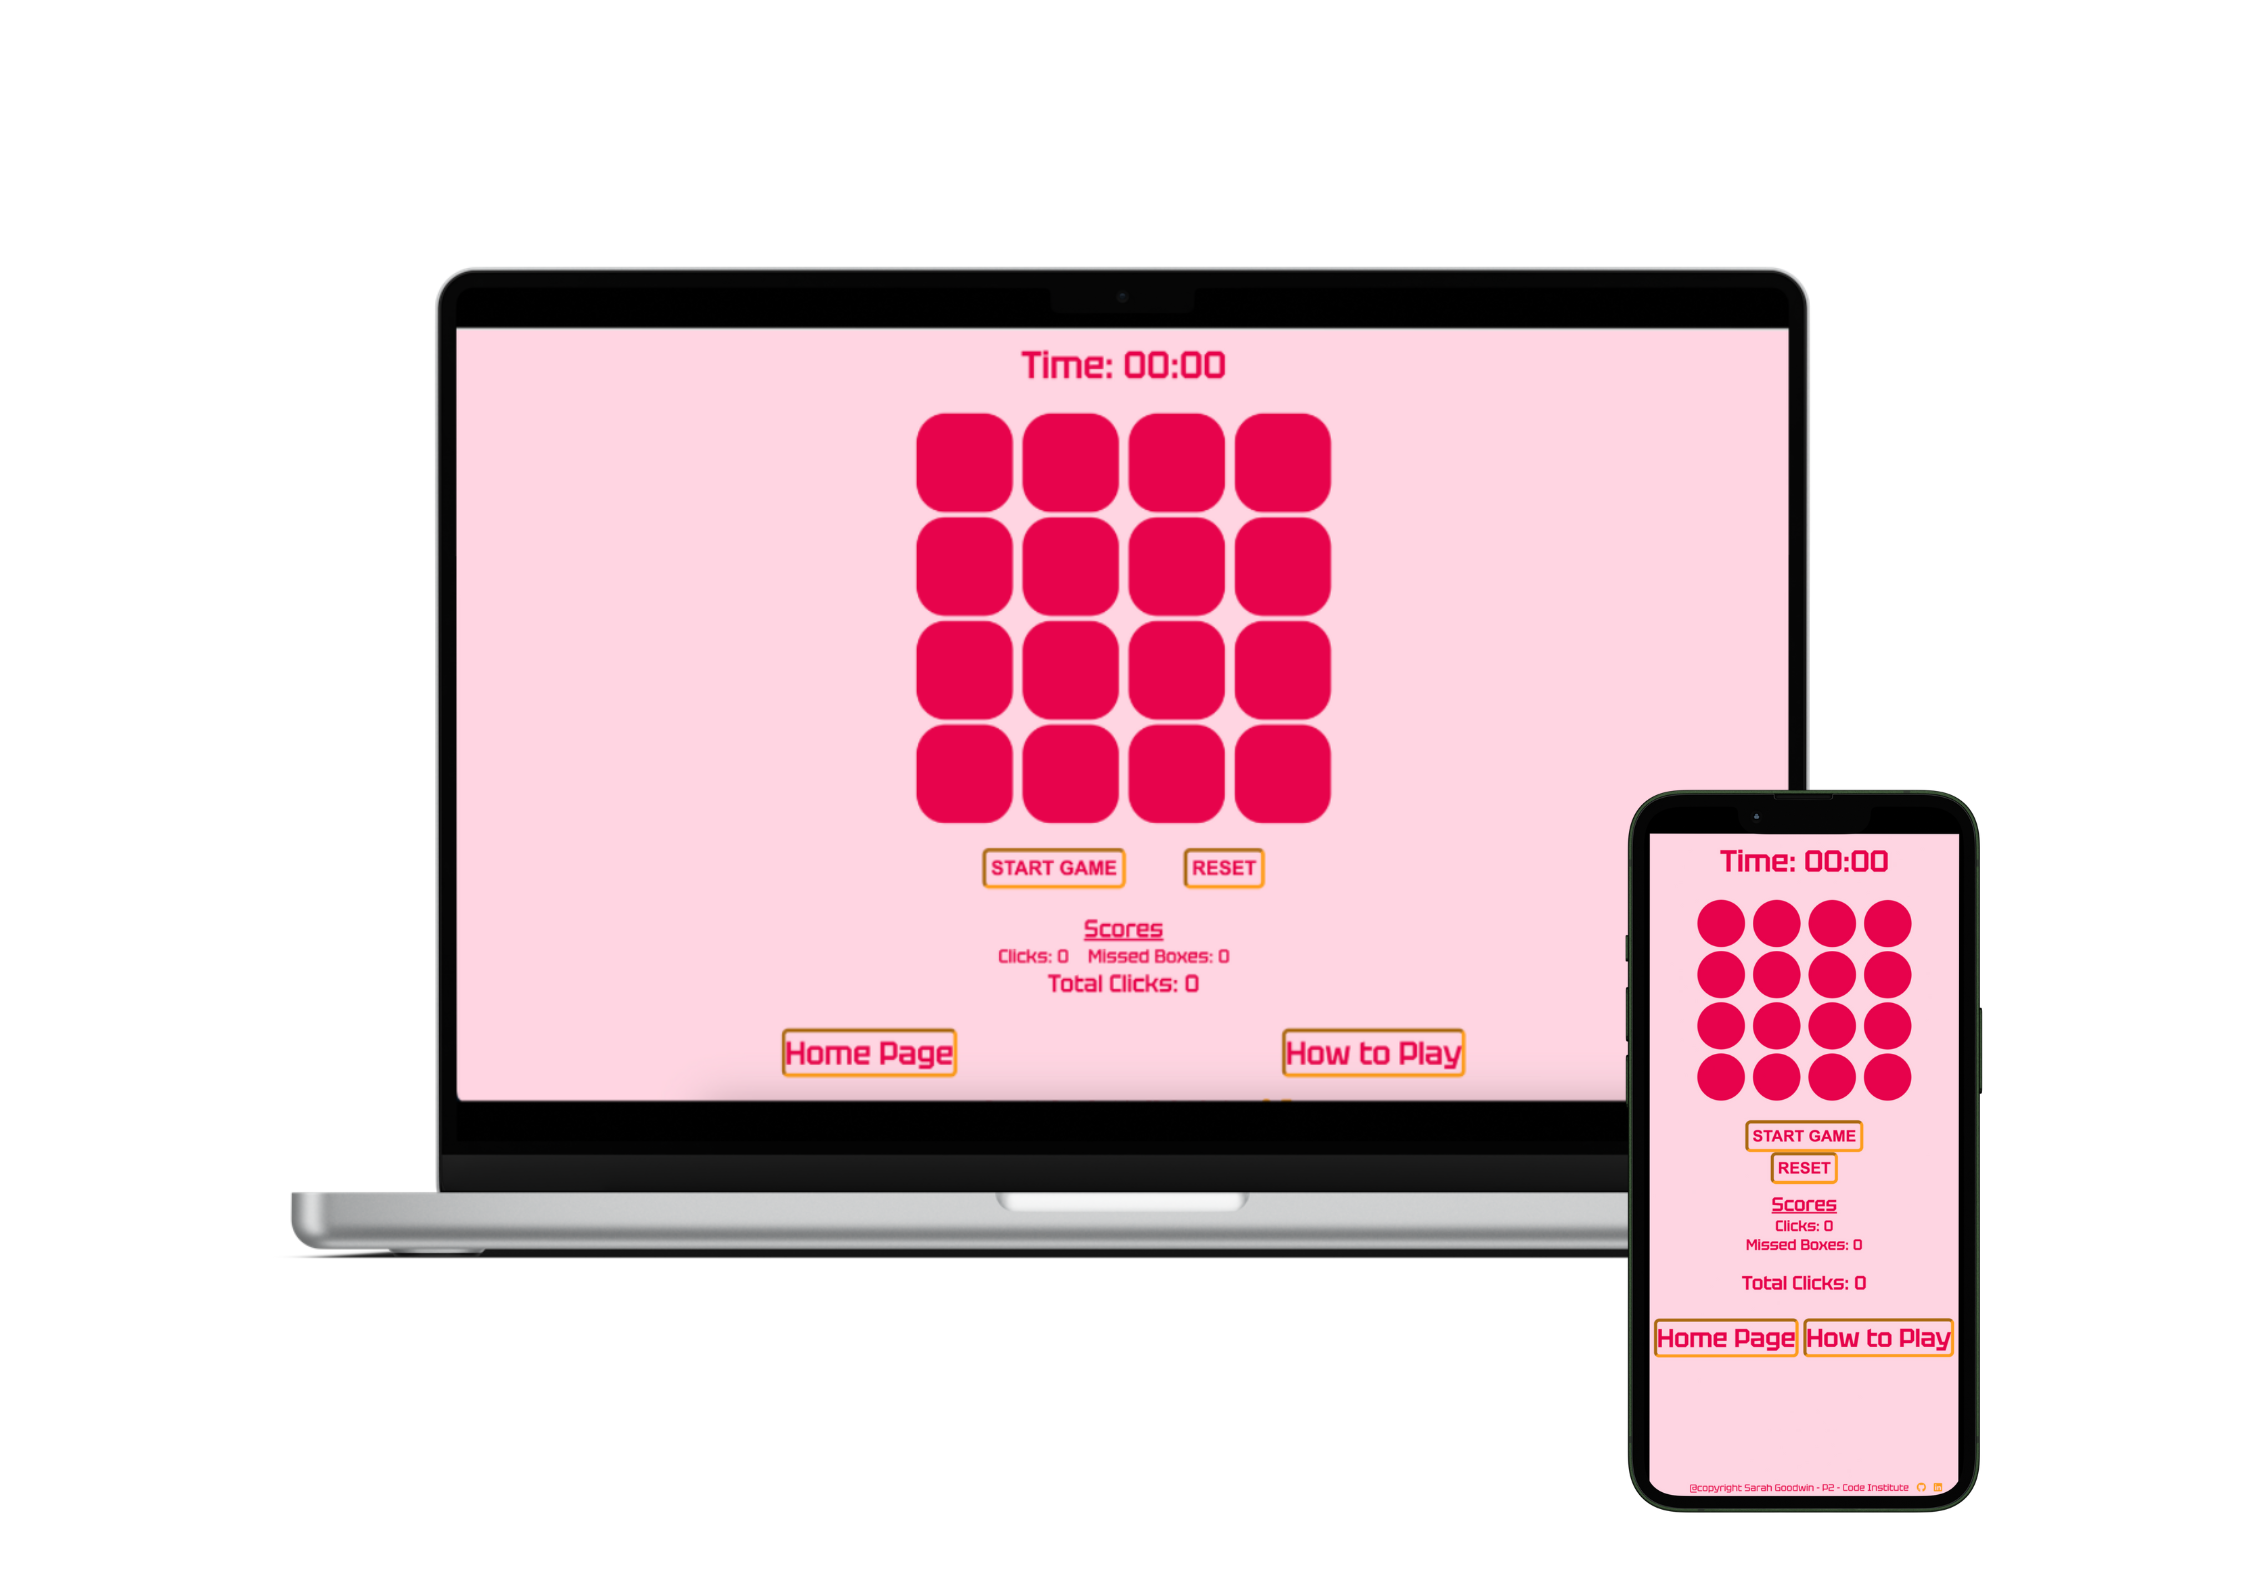 Time: 00:00
START GAME RESET
Scores
Clicks: 0 Missed Boxes: 0
Total Clicks: 0
Home Page How to Play
Time: 00:00
START GAME
RESET
Scores
Clicks: 0
Missed Boxes: 0
Total Clicks: 0
Home Page How to Play
@copyright Sarah Goodwin - P2 - Code Institute